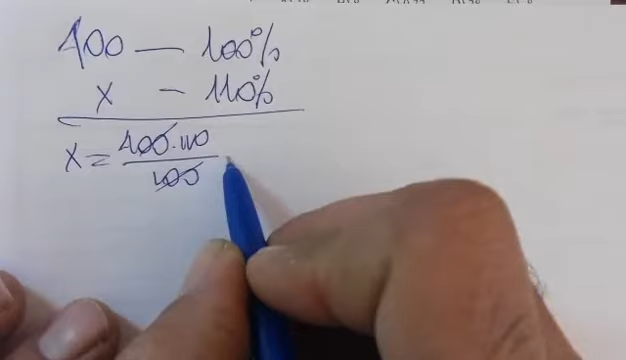 400 — 100%
x — 110%
x = 400.110
100